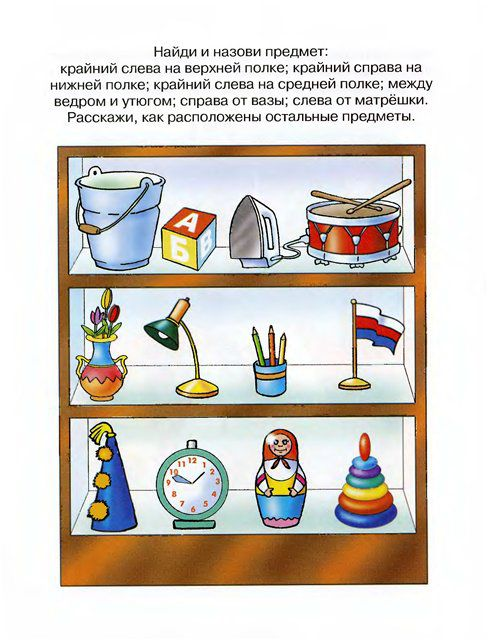 Найди и назови предмет:
крайний слева на верхней полке; крайний справа на
нижней полке; крайний слева на средней полке; между
ведром и утюгом; справа от вазы; слева от матрёшки.
Расскажи, как расположены остальные предметы.
А
Б В
11 12 1
10 2
9 3
8 4
7 6 5